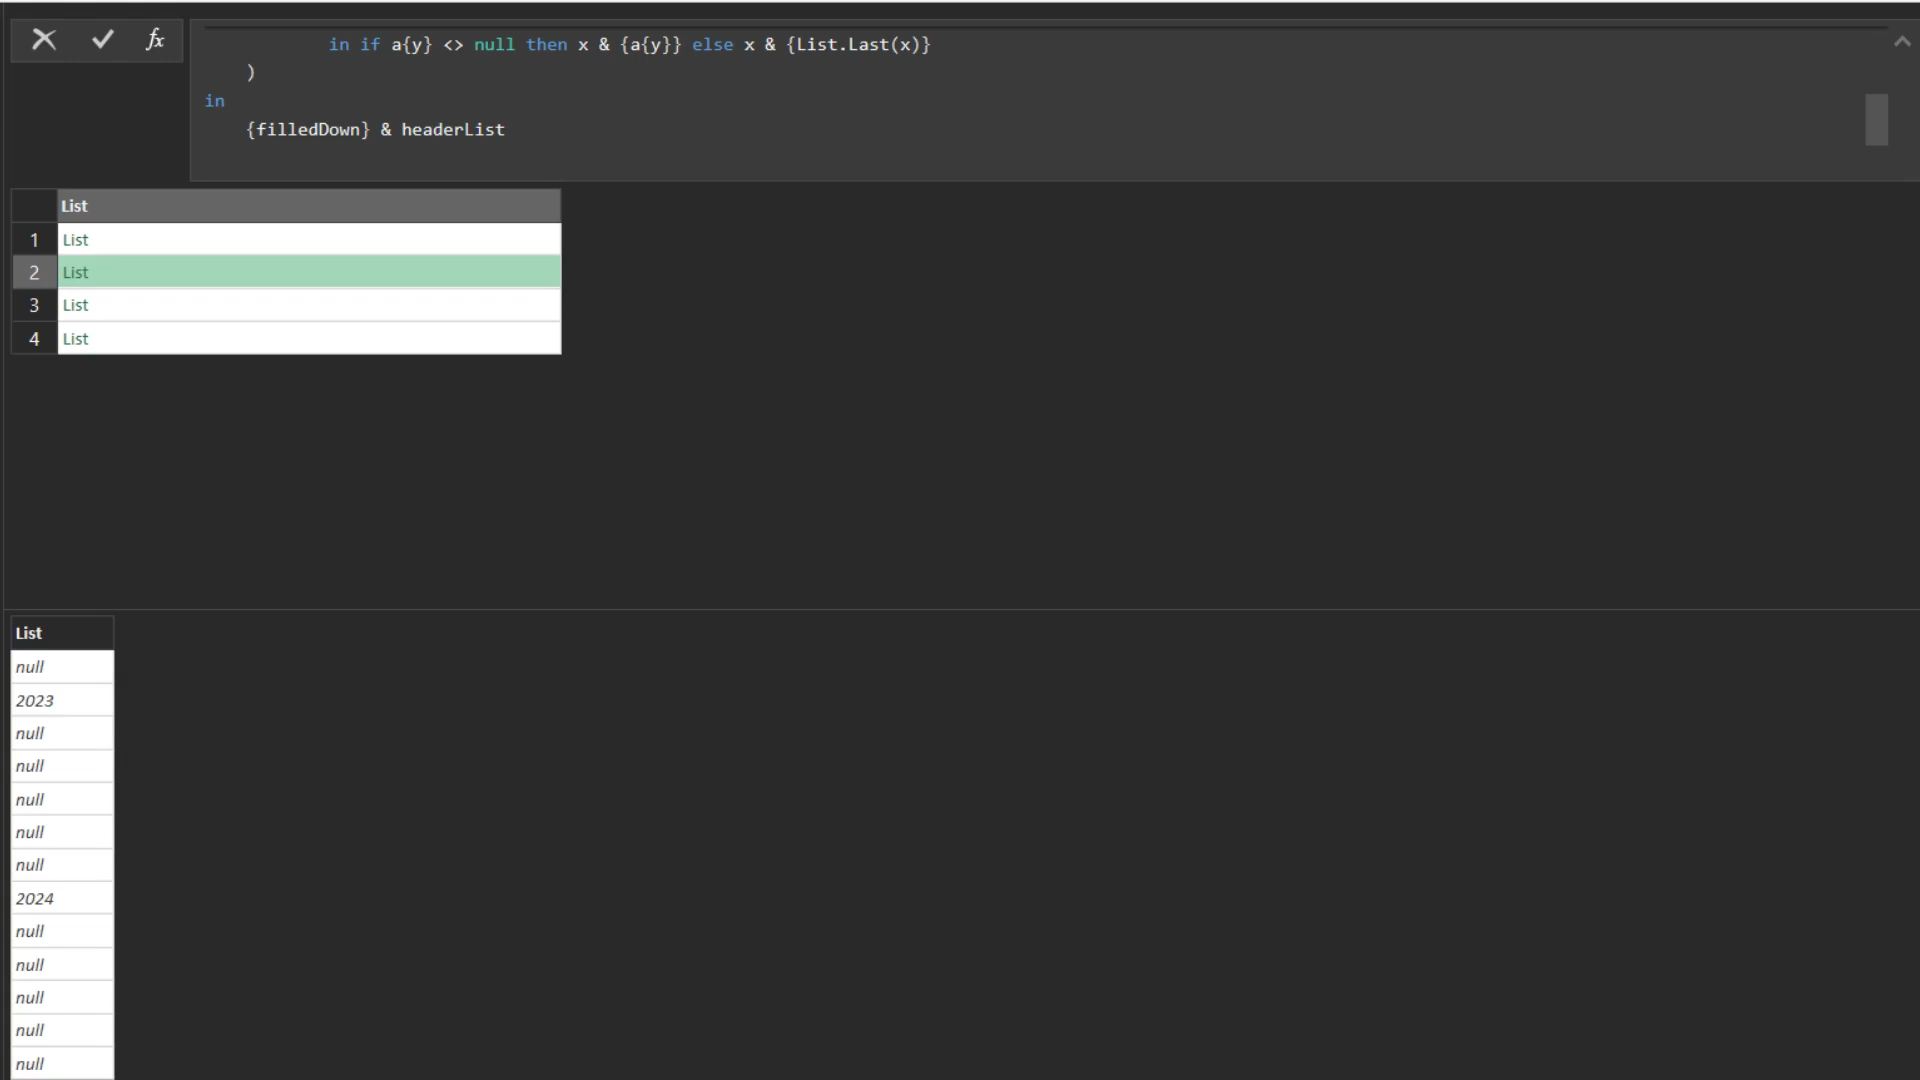 fx
in if a{y} <> null then x & {a{y}} else x & {List.Last(x)}
)
in
{filledDown} & headerList
List
1 List
2 List
3 List
4 List
List
null
2023
null
null
null
null
null
2024
null
null
null
null
null